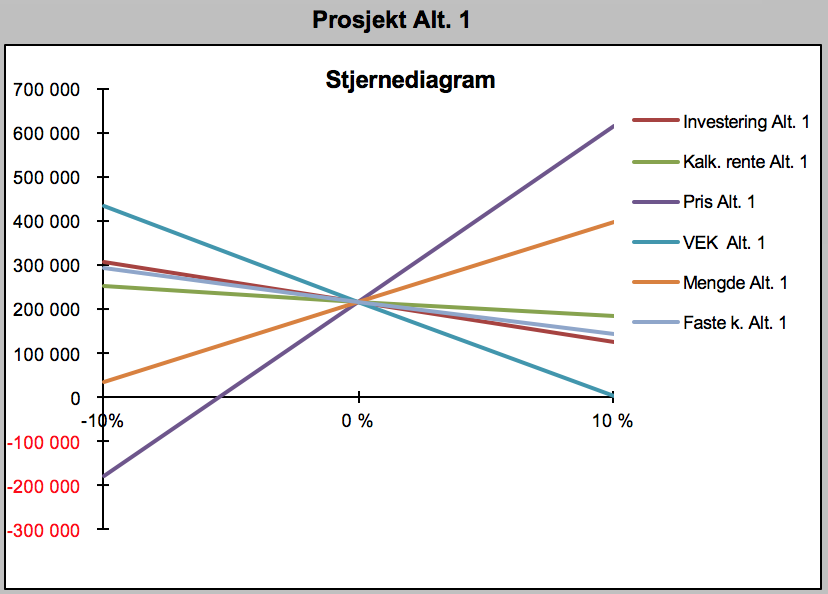 Prosjekt Alt. 1
Stjernediagram
700 000
600 000
500 000
400 000
300 000
200 000
100 000
0
-100 000
-200 000
-300 000
-10%
0 %
10 %
Investering Alt. 1
Kalk. rente Alt. 1
Pris Alt. 1
VEK  Alt. 1
Mengde Alt. 1
Faste k. Alt. 1